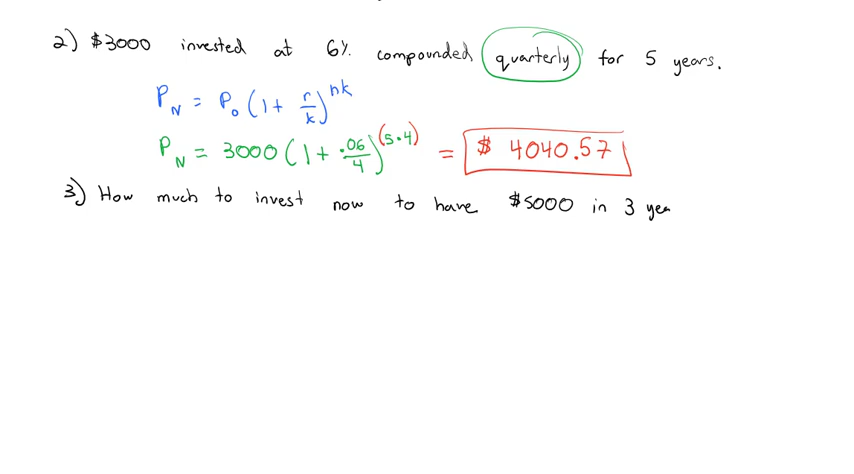 2) $3000 invested at 6% compounded quarterly for 5 years.
P_N = P_0 (1 + r/k)^nk
P_N = 3000 (1 + .06/4)^(5·4) = $ 4040.57
3) How much to invest now to have $5000 in 3 yea